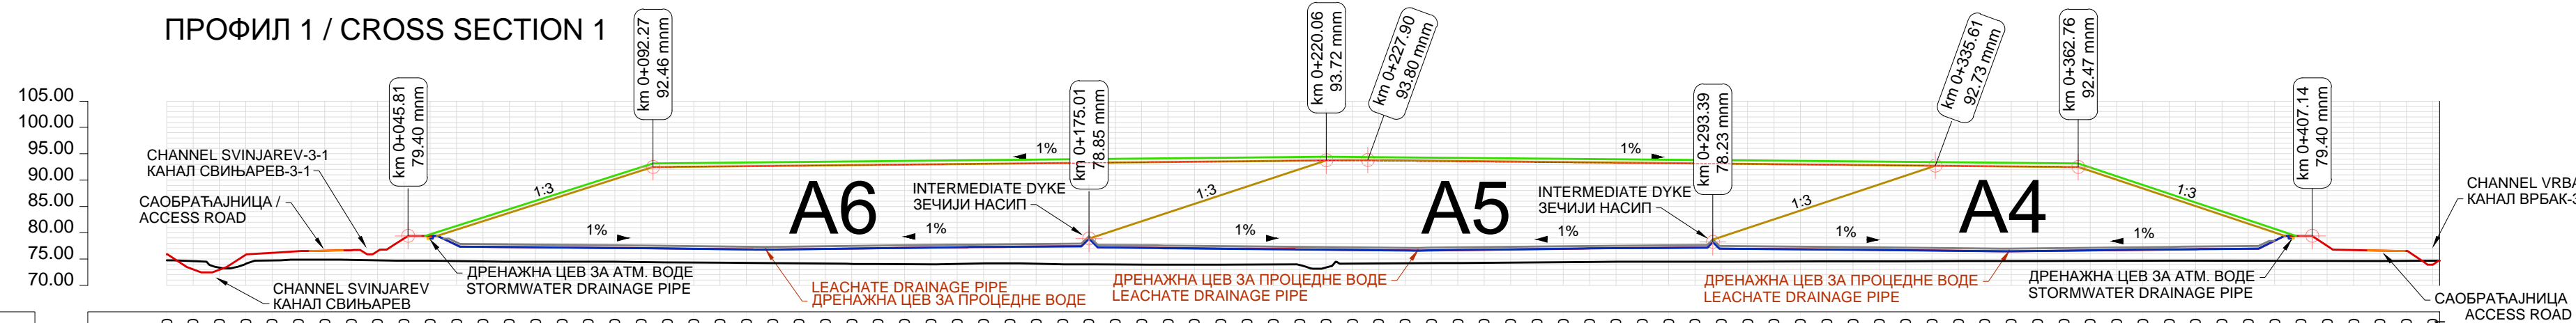 ПРОФИЛ 1 / CROSS SECTION 1
km 0+045.81
79.40 mnm
km 0+092.27
92.46 mnm
km 0+175.01
78.85 mnm
km 0+220.06
93.72 mnm
km 0+227.90
93.80 mnm
km 0+293.39
78.23 mnm
km 0+335.61
92.73 mnm
km 0+362.76
92.47 mnm
km 0+407.14
79.40 mnm
105.00
100.00
95.00
90.00
85.00
80.00
75.00
70.00
CHANNEL SVINJAREV-3-1
КАНАЛ СВИЊАРЕВ-3-1
САОБРАЋАЈНИЦА /
ACCESS ROAD
CHANNEL SVINJAREV
КАНАЛ СВИЊАРЕВ
1:3
1%
A6
1%
1%
ДРЕНАЖНА ЦЕВ ЗА АТМ. ВОДЕ
STORMWATER DRAINAGE PIPE
LEACHATE DRAINAGE PIPE
ДРЕНАЖНА ЦЕВ ЗА ПРОЦЕДНЕ ВОДЕ
INTERMEDIATE DYKE
ЗЕЧИЈИ НАСИП
1:3
1%
A5
1%
1%
ДРЕНАЖНА ЦЕВ ЗА ПРОЦЕДНЕ ВОДЕ
LEACHATE DRAINAGE PIPE
INTERMEDIATE DYKE
ЗЕЧИЈИ НАСИП
1:3
A4
1:3
1%
1%
ДРЕНАЖНА ЦЕВ ЗА ПРОЦЕДНЕ ВОДЕ
LEACHATE DRAINAGE PIPE
ДРЕНАЖНА ЦЕВ ЗА АТМ. ВОДЕ
STORMWATER DRAINAGE PIPE
CHANNEL
КАНАЛ ВРБАК-3
САОБРАЋАЈНИЦА
ACCESS ROAD